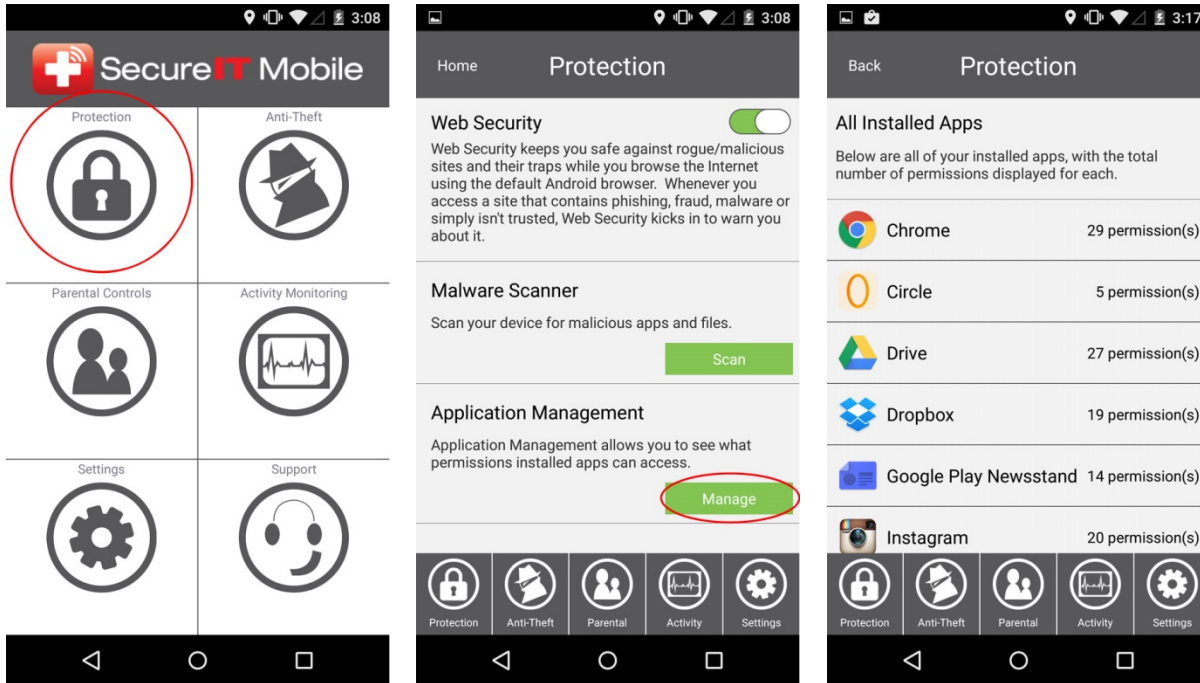 3:08
SecureIT Mobile
Protection
Anti-Theft
Parental Controls
Activity Monitoring
Settings
Support
3:08
Home
Protection
Web Security
Web Security keeps you safe against rogue/malicious
sites and their traps while you browse the Internet
using the default Android browser. Whenever you
access a site that contains phishing, fraud, malware or
simply isn't trusted, Web Security kicks in to warn you
about it.
Malware Scanner
Scan your device for malicious apps and files.
Scan
Application Management
Application Management allows you to see what
permissions installed apps can access.
Manage
Protection
Anti-Theft
Parental
Activity
Settings
3:17
Back
Protection
All Installed Apps
Below are all of your installed apps, with the total
number of permissions displayed for each.
Chrome 29 permission(s)
Circle 5 permission(s)
Drive 27 permission(s)
Dropbox 19 permission(s)
Google Play Newsstand 14 permission(s)
Instagram 20 permission(s)
Protection
Anti-Theft
Parental
Activity
Settings